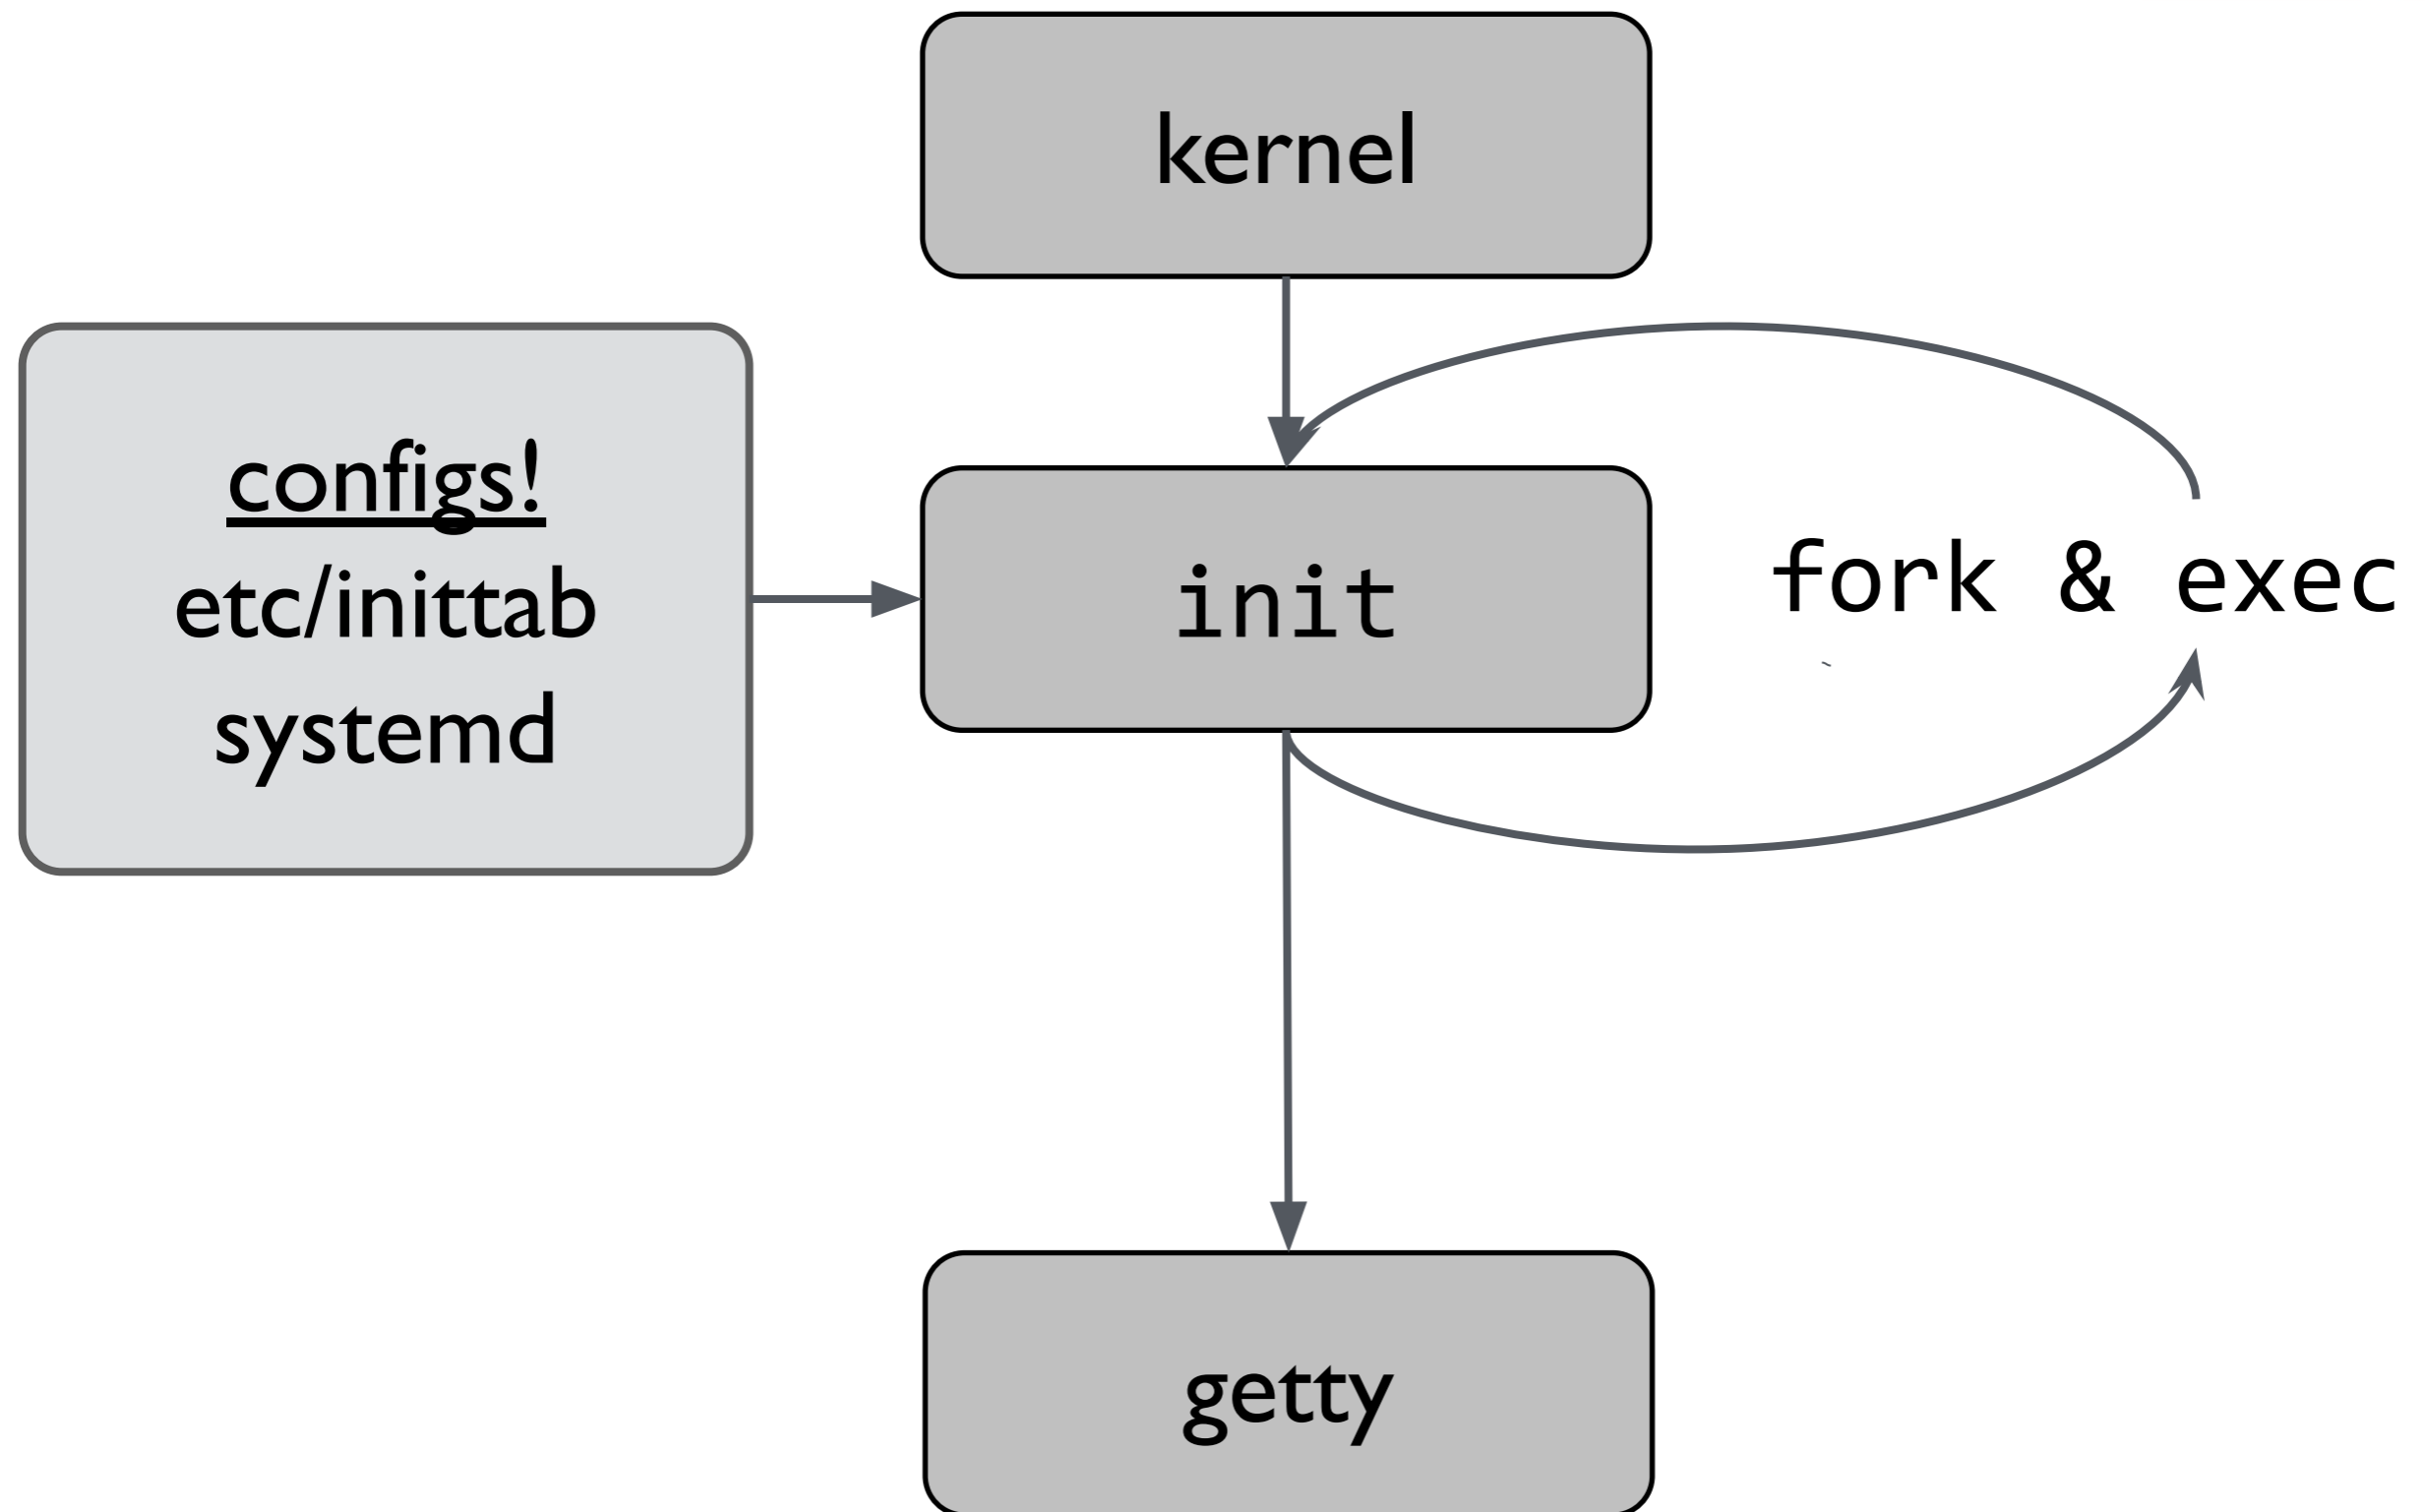 kernel
configs!
etc/inittab
systemd
init
fork & exec
`
getty